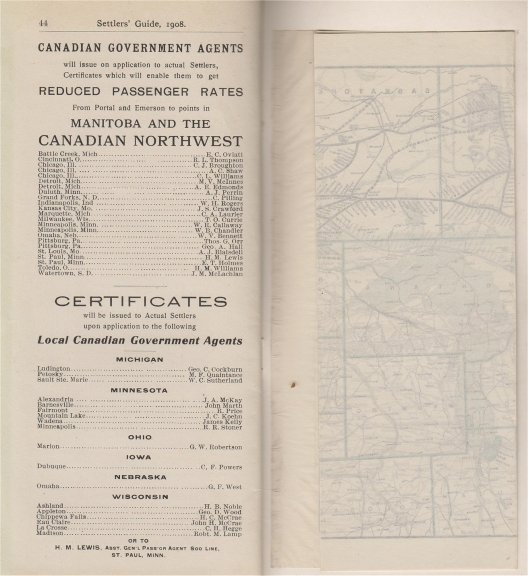 44 Settlers' Guide, 1908.
CANADIAN GOVERNMENT AGENTS
will issue on application to actual Settlers,
Certificates which will enable them to get
REDUCED PASSENGER RATES
From Portal and Emerson to points in
MANITOBA AND THE
CANADIAN NORTHWEST
Battle Creek, Mich. E. C. Oviatt
Cincinnati, O. R. L. Thompson
Chicago, Ill. C. J. Broughton
Chicago, Ill. A. C. Shaw
Chicago, Ill. C. L. Williams
Detroit, Mich. M. V. McInnes
Detroit, Mich. A. E. Edmonds
Duluth, Minn. A. J. Perrin
Grand Forks, N. D. C. Pilling
Indianapolis, Ind W. H. Rogers
Kansas City, Mo. J. S. Crawford
Marquette, Mich. C. A. Laurier
Milwaukee, Wis. T. O. Currie
Minneapolis, Minn. W. R. Callaway
Minneapolis, Minn. W. B. Chandler
Omaha, Neb. W. V. Bennett
Pittsburg, Pa. Thos. G. Orr
Pittsburg, Pa. Geo. A. Hall
St. Louis, Mo. A. J. Blaisdell
St. Paul, Minn. H. M. Lewis
St. Paul, Minn. E. T. Holmes
Toledo, O. H. M. Williams
Watertown, S. D. J. M. McLachlan
CERTIFICATES
will be issued to Actual Settlers
upon application to the following
Local Canadian Government Agents
MICHIGAN
Ludington Geo. C. Cockburn
Petosky M. F. Quaintance
Sault Ste. Marie W. C. Sutherland
MINNESOTA
Alexandria J. A. McKay
Barnesville John Marth
Fairmont R. Price
Mountain Lake J. C. Koehn
Wadena James Kelly
Minneapolis R. R. Stoner
OHIO
Marion G. W. Robertson
IOWA
Dubuque C. F. Powers
NEBRASKA
Omaha G. F. West
WISCONSIN
Ashland H. B. Noble
Appleton Geo. D. Wood
Chippewa Falls H. C. McCrae
Eau Claire John H. McCrae
La Crosse C. H. Hegge
Madison Robt. M. Lamp
OR TO
H. M. LEWIS, ASST. GEN'L PASS'GR AGENT SOO LINE,
ST. PAUL, MINN.